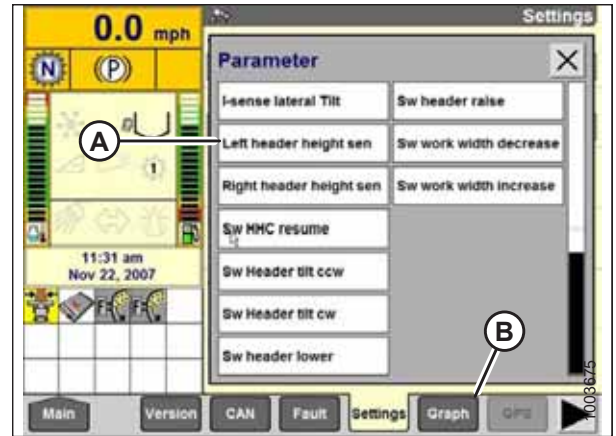 0.0 mph
Settings
N (P)
Parameter X
I-sense lateral Tilt Sw header raise
A
Left header height sen Sw work width decrease
1
Right header height sen Sw work width increase
Sw HHC resume
11:31 am
Nov 22, 2007
Sw Header tilt ccw
Sw Header tilt cw
B
Sw header lower
1003675
Main Version CAN Fault Settings Graph GPS